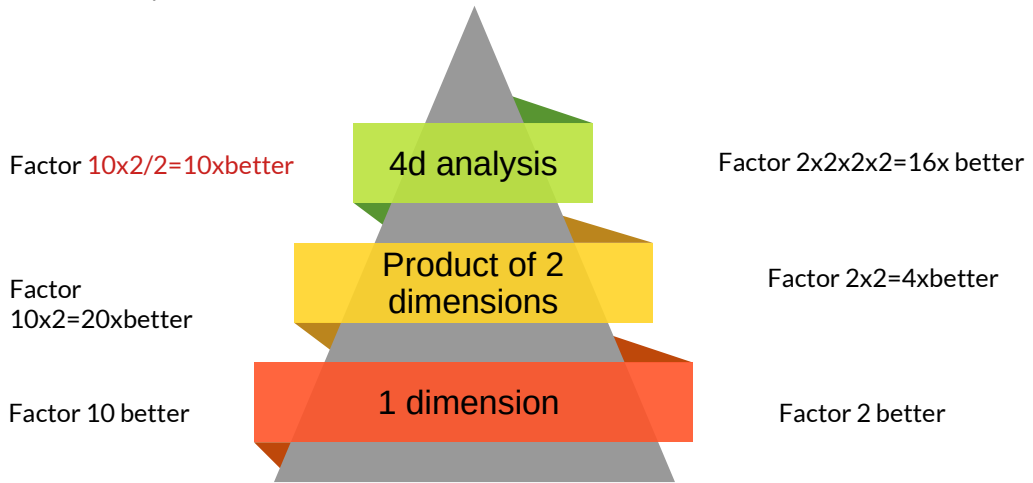 Factor 10x2/2=10xbetter
4d analysis
Factor 2x2x2x2=16x better
Product of 2
dimensions
Factor 2x2=4xbetter
Factor
10x2=20xbetter
1 dimension
Factor 10 better
Factor 2 better